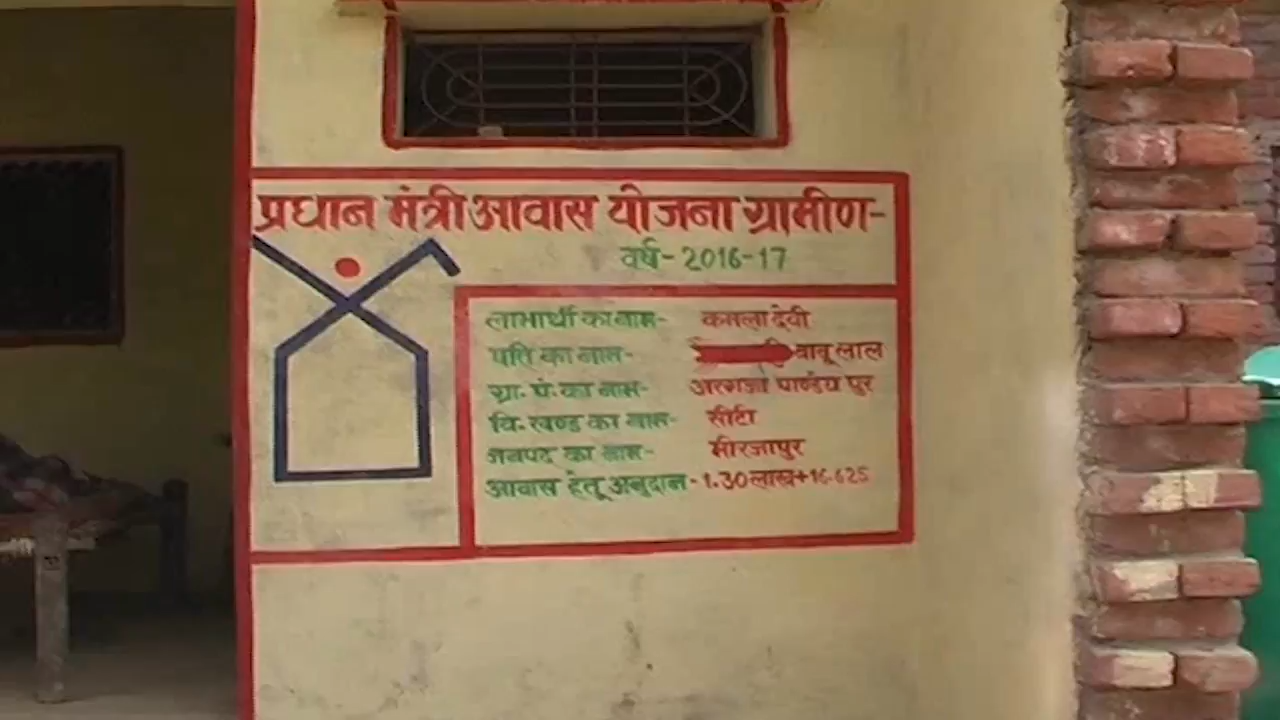 प्रधान मंत्री आवास योजना ग्रामीण-
वर्ष- 2016-17
लाभार्थी का नाम- कमला देवी
पति का नाम- बाबू लाल
ग्रा. पं. का नाम- अरगजा पाण्डेय पुर
वि. खण्ड का नाम- सीटी
जनपद का नाम- मीरजापुर
आवास हेतू अनुदान - 1.30 लाख + 16.625